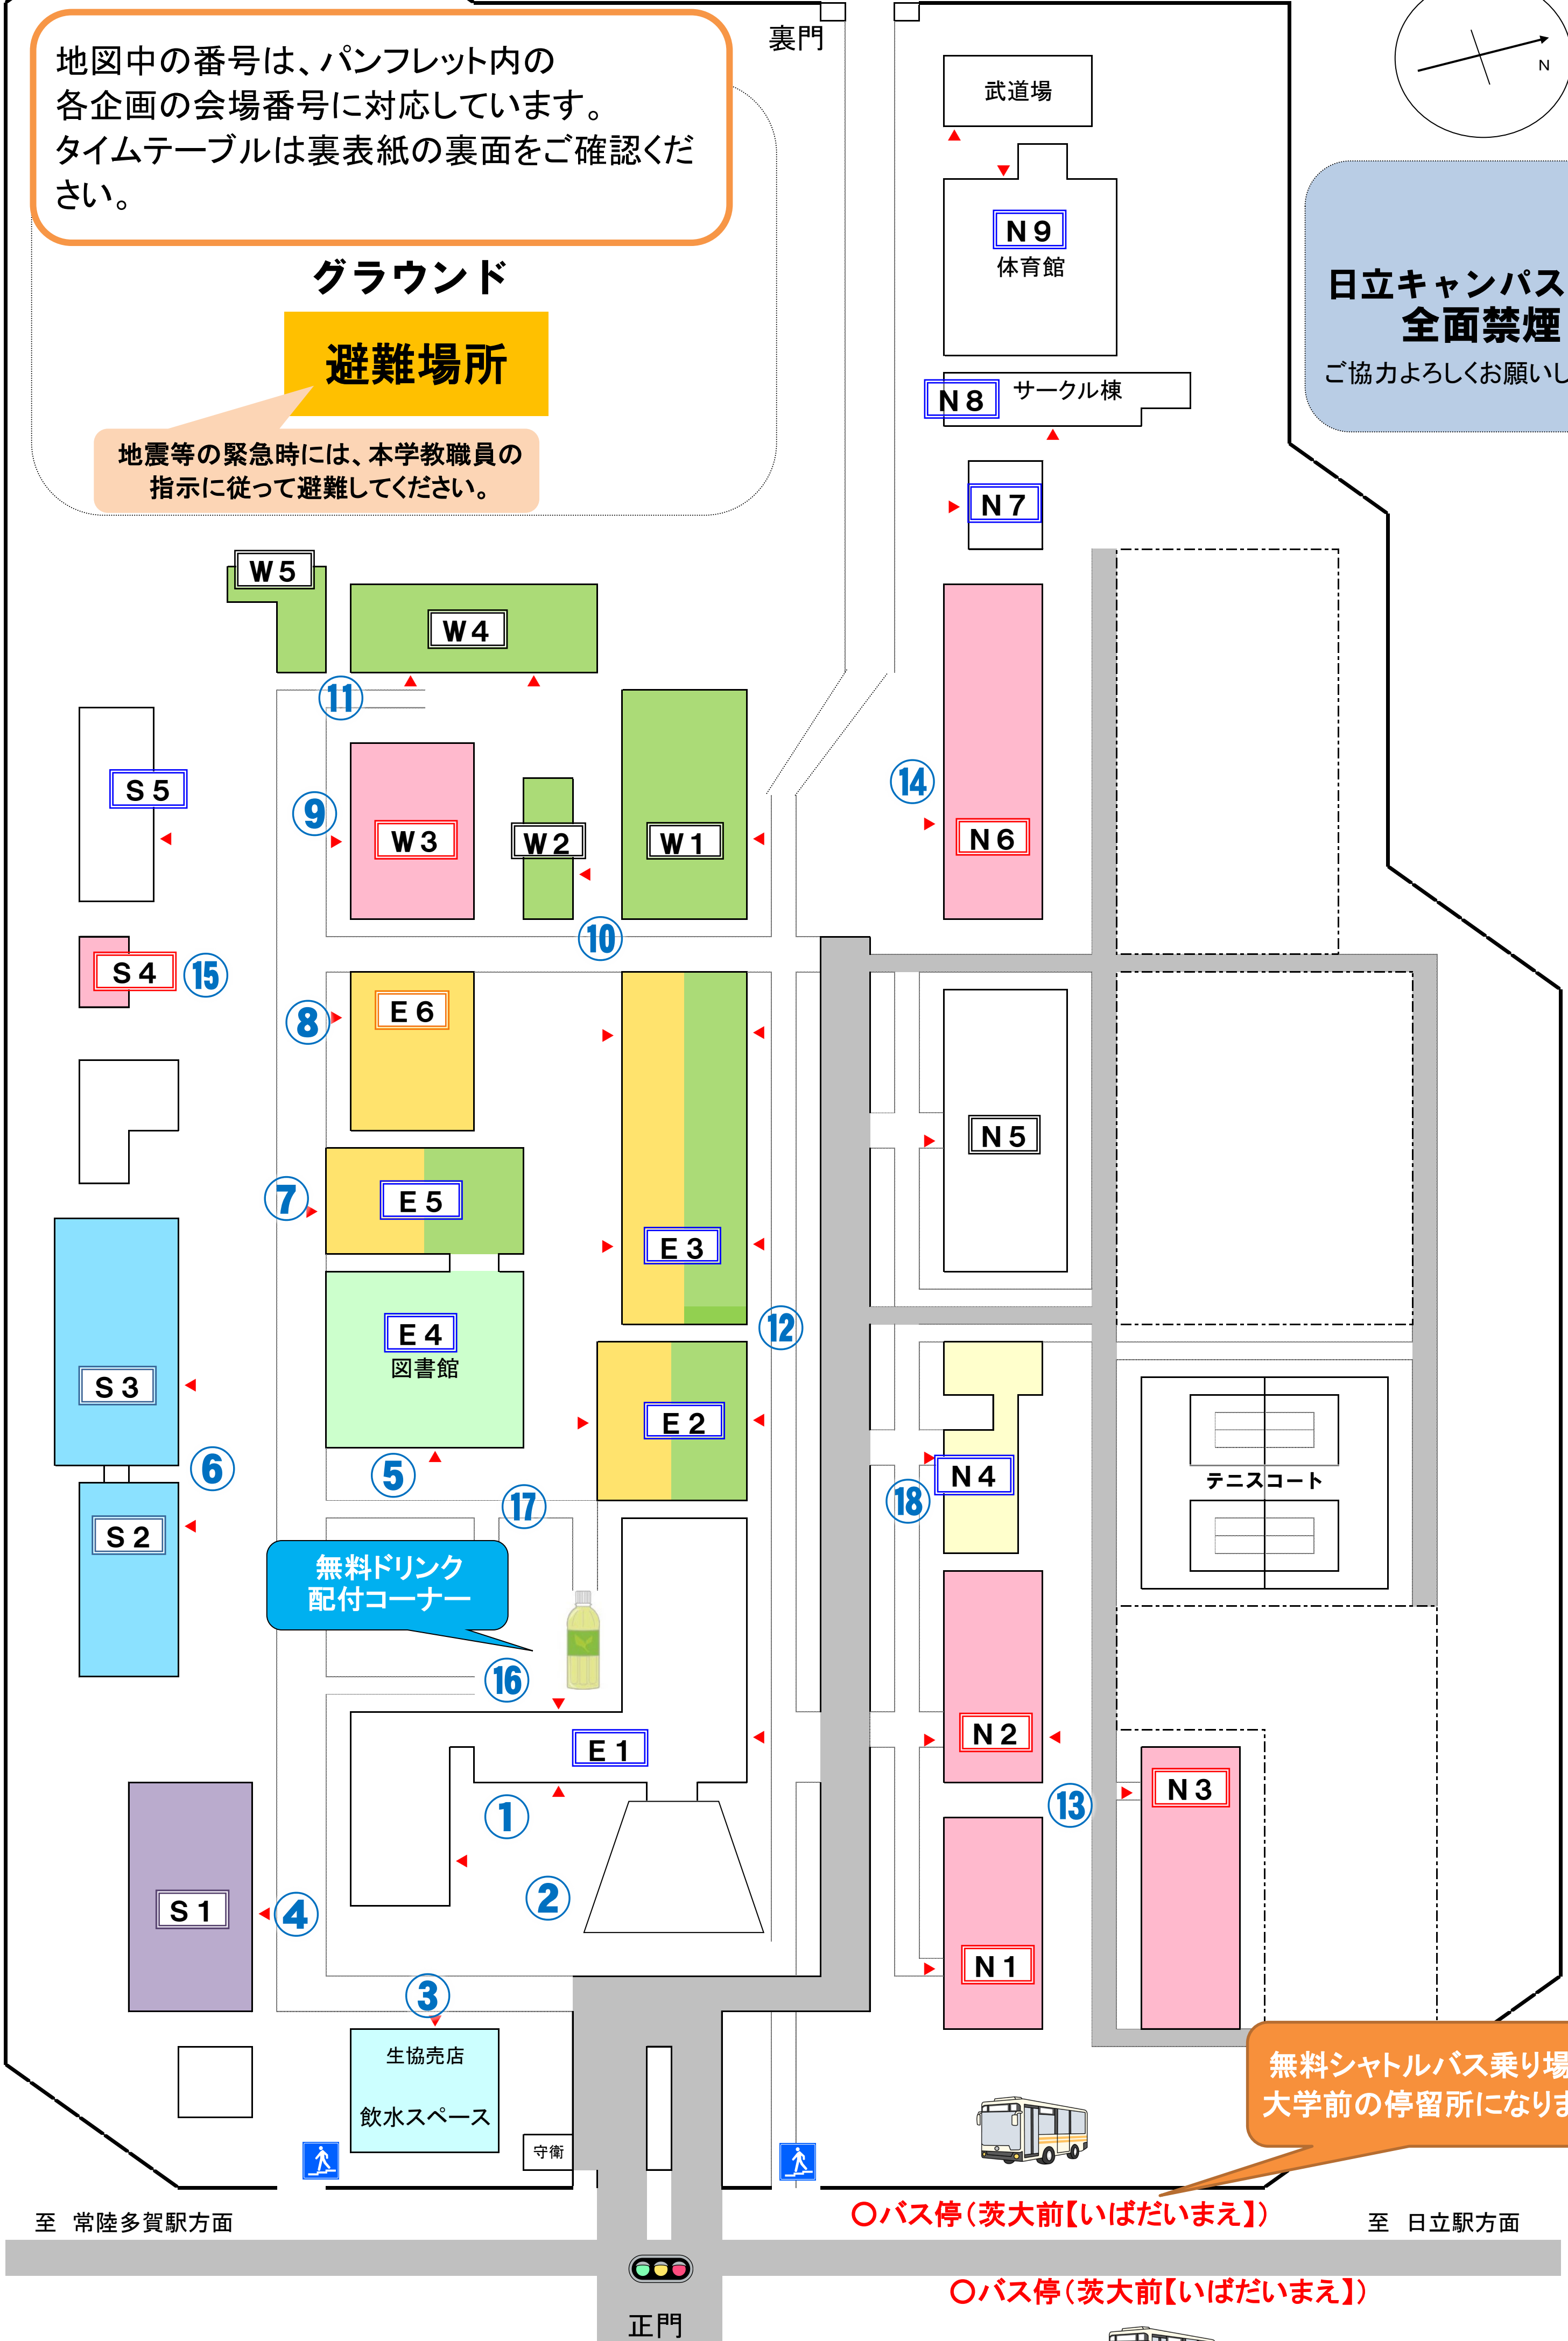 地図中の番号は、パンフレット内の
各企画の会場番号に対応しています。
タイムテーブルは裏表紙の裏面をご確認くだ
さい。
裏門
N
武道場
N9
体育館
グラウンド
避難場所
地震等の緊急時には、本学教職員の
指示に従って避難してください。
日立キャンパス
全面禁煙
ご協力よろしくお願いし
N8
サークル棟
N7
W5
W4
⑪
S5
⑨
W3
W2
W1
⑭
N6
⑩
S4
⑮
⑧
E6
N5
⑦
E5
E3
⑫
E4
図書館
S3
E2
⑥
⑤
N4
テニスコート
⑰
⑱
S2
無料ドリンク
配付コーナー
⑯
E1
N2
N3
⑬
①
②
S1
④
N1
③
生協売店
飲水スペース
守衛
無料シャトルバス乗り場
大学前の停留所になりま
○バス停(茨大前【いばだいまえ】)
至 常陸多賀駅方面
至 日立駅方面
○バス停(茨大前【いばだいまえ】)
正門